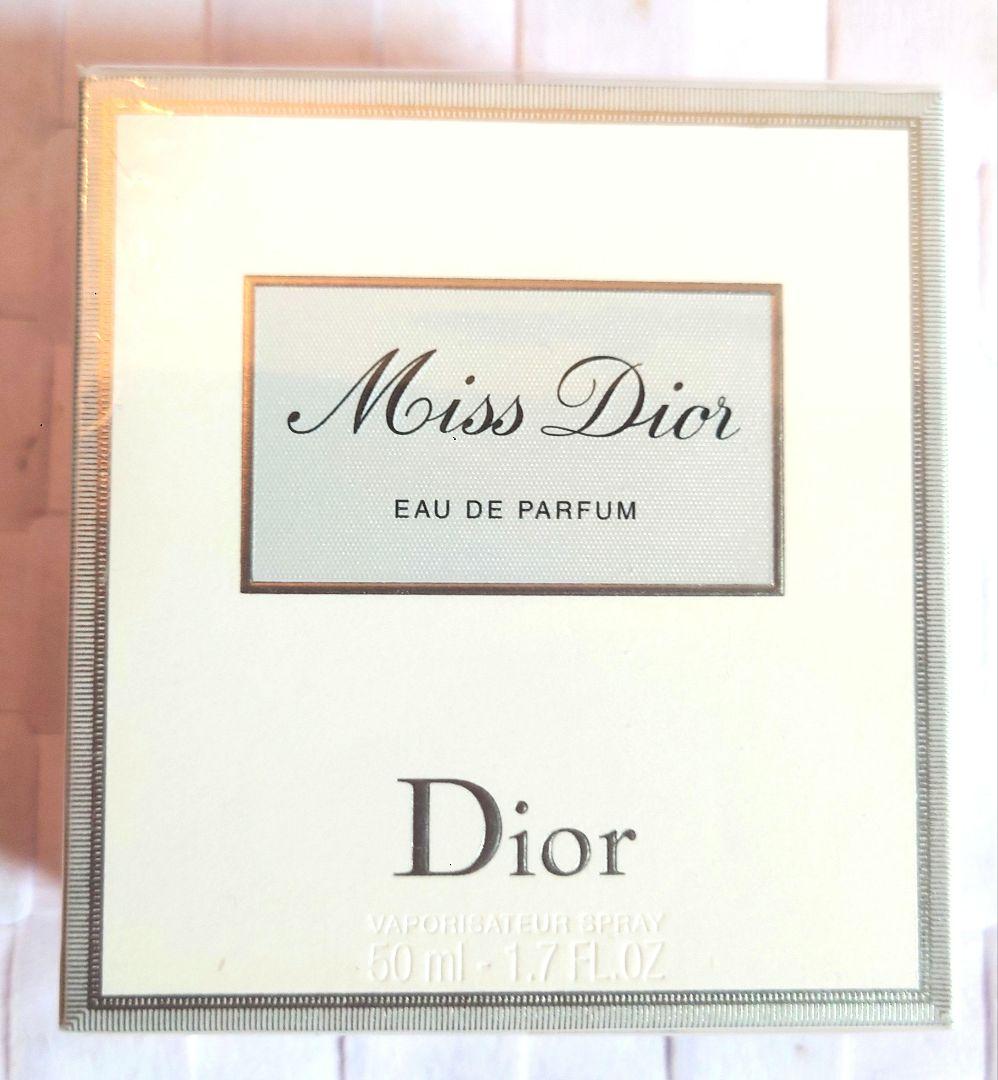 Miss Dior
EAU DE PARFUM
Dior
VAPORISATEUR SPRAY
50 ml - 1.7 FL.OZ